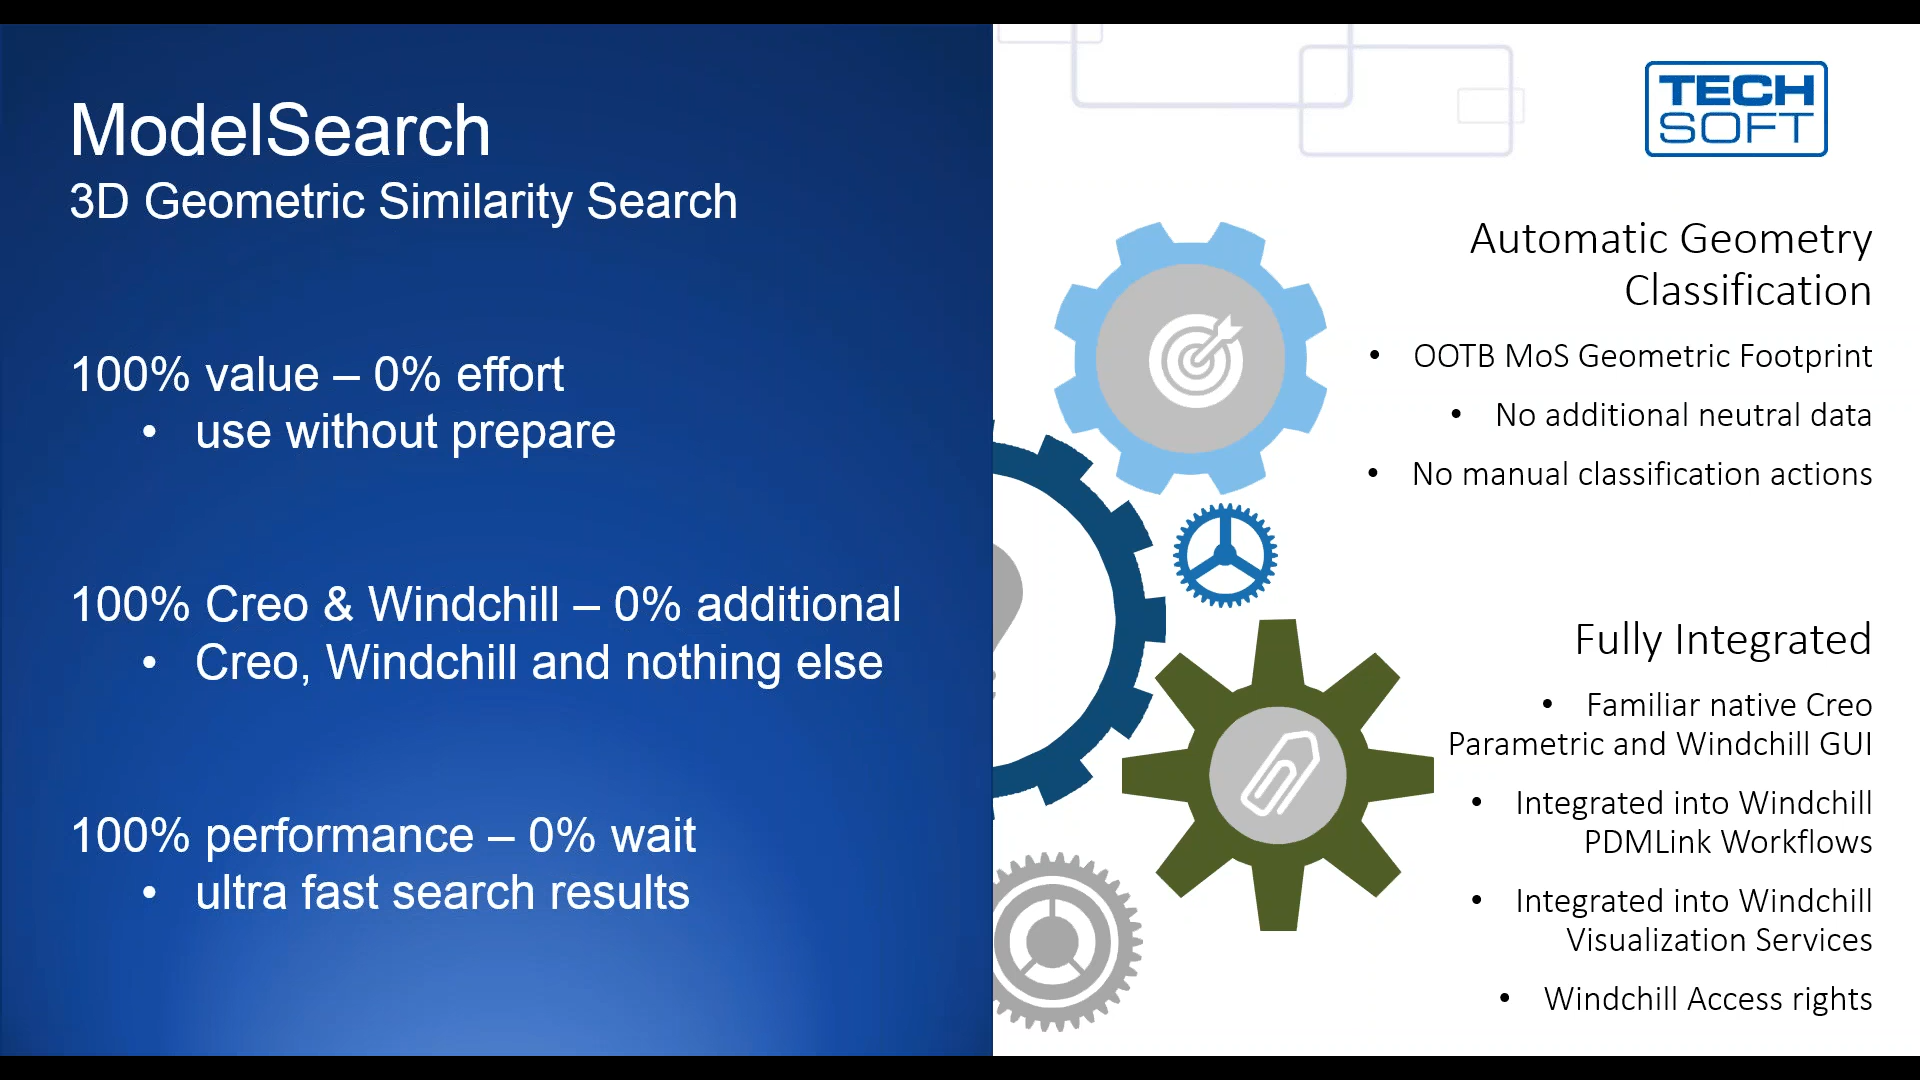 ModelSearch
3D Geometric Similarity Search
100% value – 0% effort
• use without prepare
100% Creo & Windchill – 0% additional
• Creo, Windchill and nothing else
100% performance – 0% wait
• ultra fast search results
TECH
SOFT
Automatic Geometry
Classification
• OOTB MoS Geometric Footprint
• No additional neutral data
• No manual classification actions
Fully Integrated
• Familiar native Creo
Parametric and Windchill GUI
• Integrated into Windchill
PDMLink Workflows
• Integrated into Windchill
Visualization Services
• Windchill Access rights